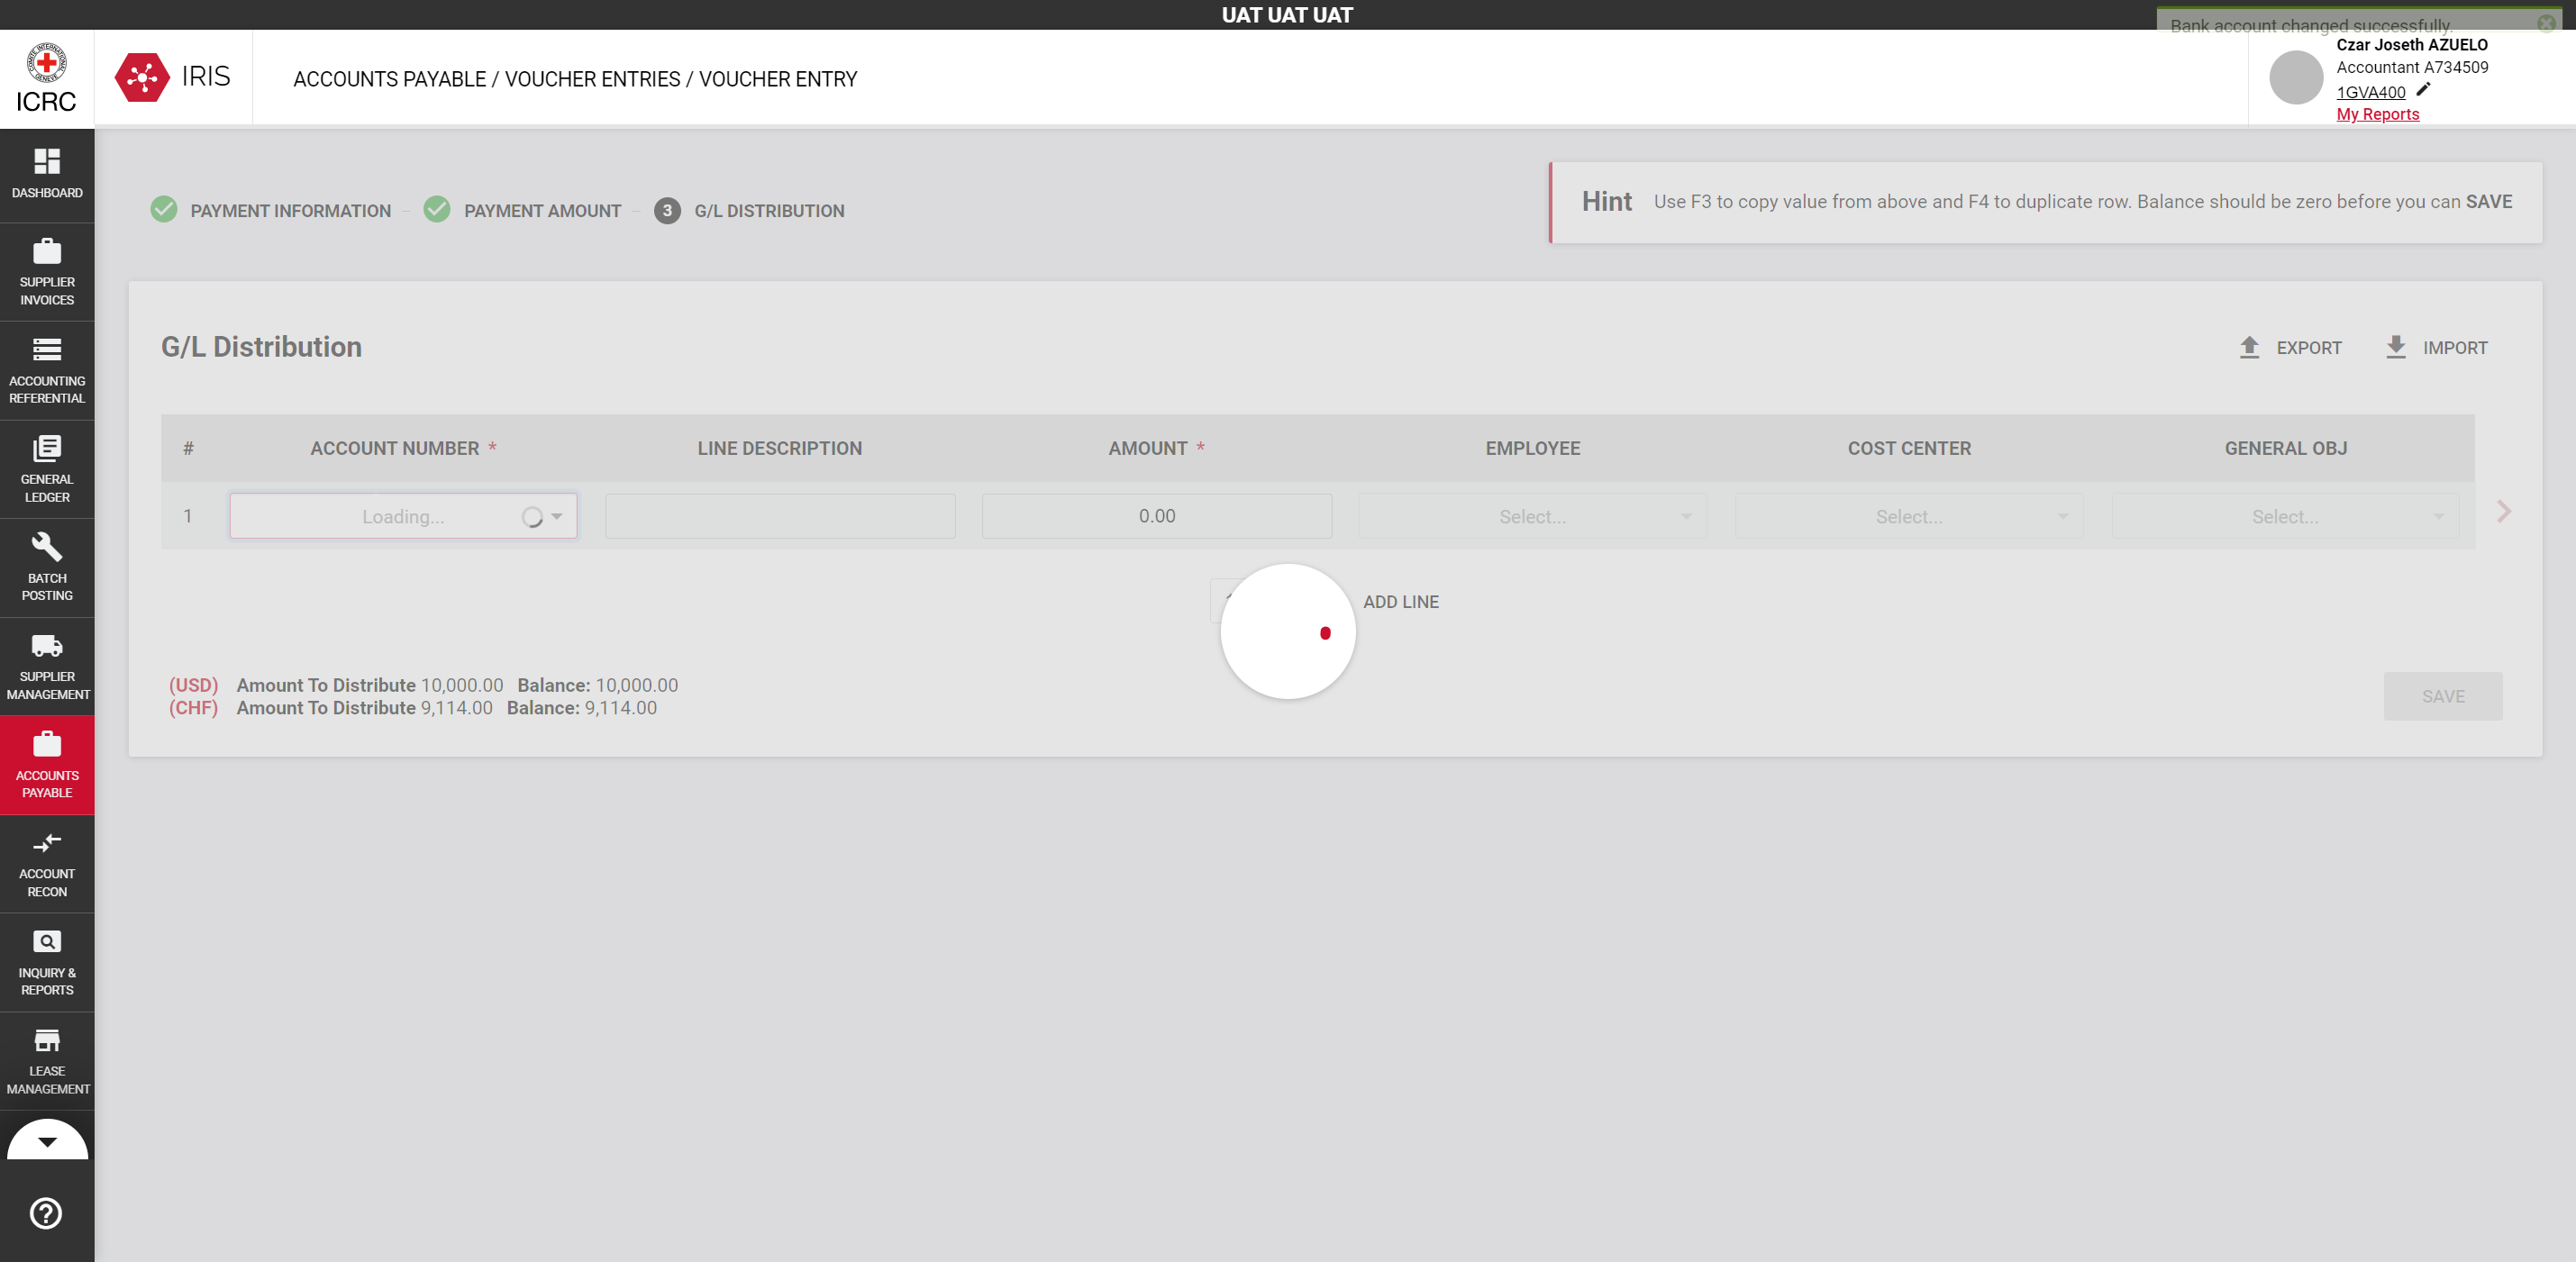 UAT UAT UAT
Bank account changed successfully.
COMITE INTERNATIONAL GENEVE
ICRC
IRIS
ACCOUNTS PAYABLE / VOUCHER ENTRIES / VOUCHER ENTRY
Czar Joseth AZUELO
Accountant A734509
1GVA400
My Reports
DASHBOARD
SUPPLIER
INVOICES
ACCOUNTING
REFERENTIAL
GENERAL
LEDGER
BATCH
POSTING
SUPPLIER
MANAGEMENT
ACCOUNTS
PAYABLE
ACCOUNT
RECON
INQUIRY &
REPORTS
LEASE
MANAGEMENT
PAYMENT INFORMATION
PAYMENT AMOUNT
3 G/L DISTRIBUTION
Hint Use F3 to copy value from above and F4 to duplicate row. Balance should be zero before you can SAVE
G/L Distribution
EXPORT
IMPORT
# ACCOUNT NUMBER * LINE DESCRIPTION AMOUNT * EMPLOYEE COST CENTER GENERAL OBJ
1 Loading... 0.00 Select... Select... Select...
ADD LINE
(USD) Amount To Distribute 10,000.00 Balance: 10,000.00
(CHF) Amount To Distribute 9,114.00 Balance: 9,114.00
SAVE